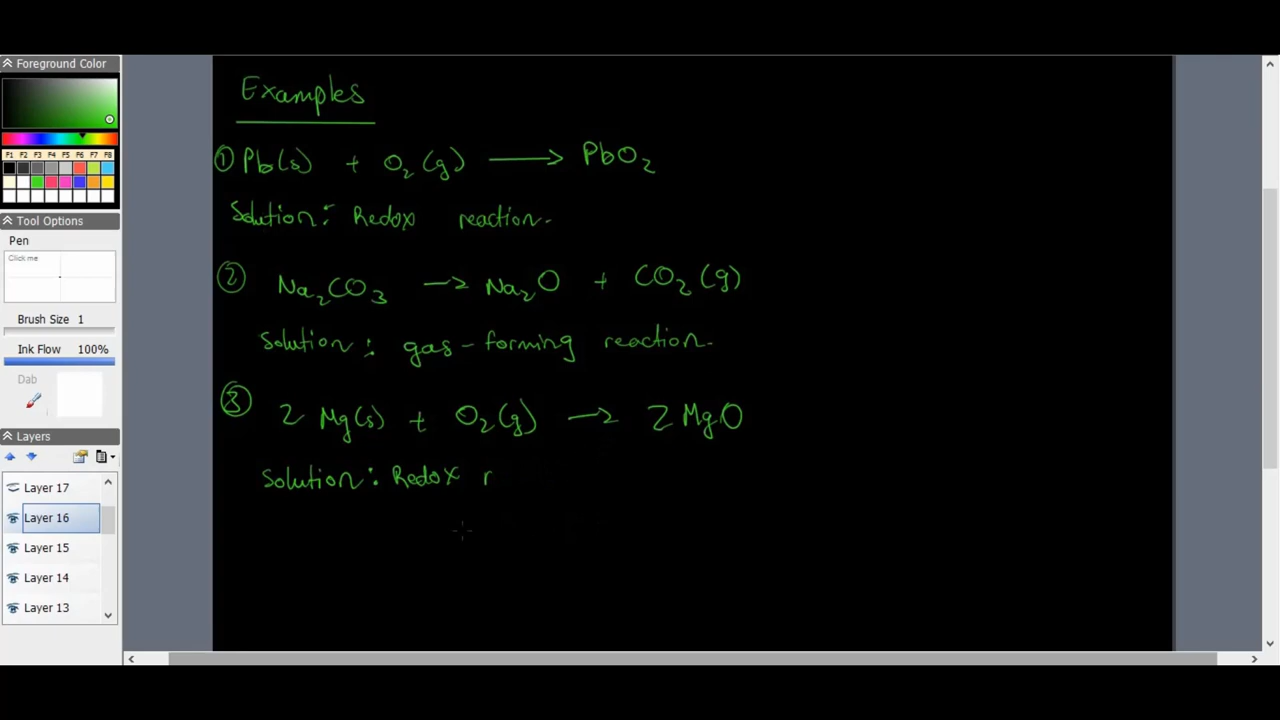 Foreground Color
F1 F2 F3 F4 F5 F6 F7 F8
Tool Options
Pen
Click me
Brush Size 1
Ink Flow 100%
Dab
Layers
Layer 17
Layer 16
Layer 15
Layer 14
Layer 13
Examples
① Pb(s) + O₂(g) → PbO₂
Solution: Redox reaction.
② Na₂CO₃ → Na₂O + CO₂(g)
Solution: gas-forming reaction.
③ 2 Mg(s) + O₂(g) → 2 MgO
Solution: Redox r